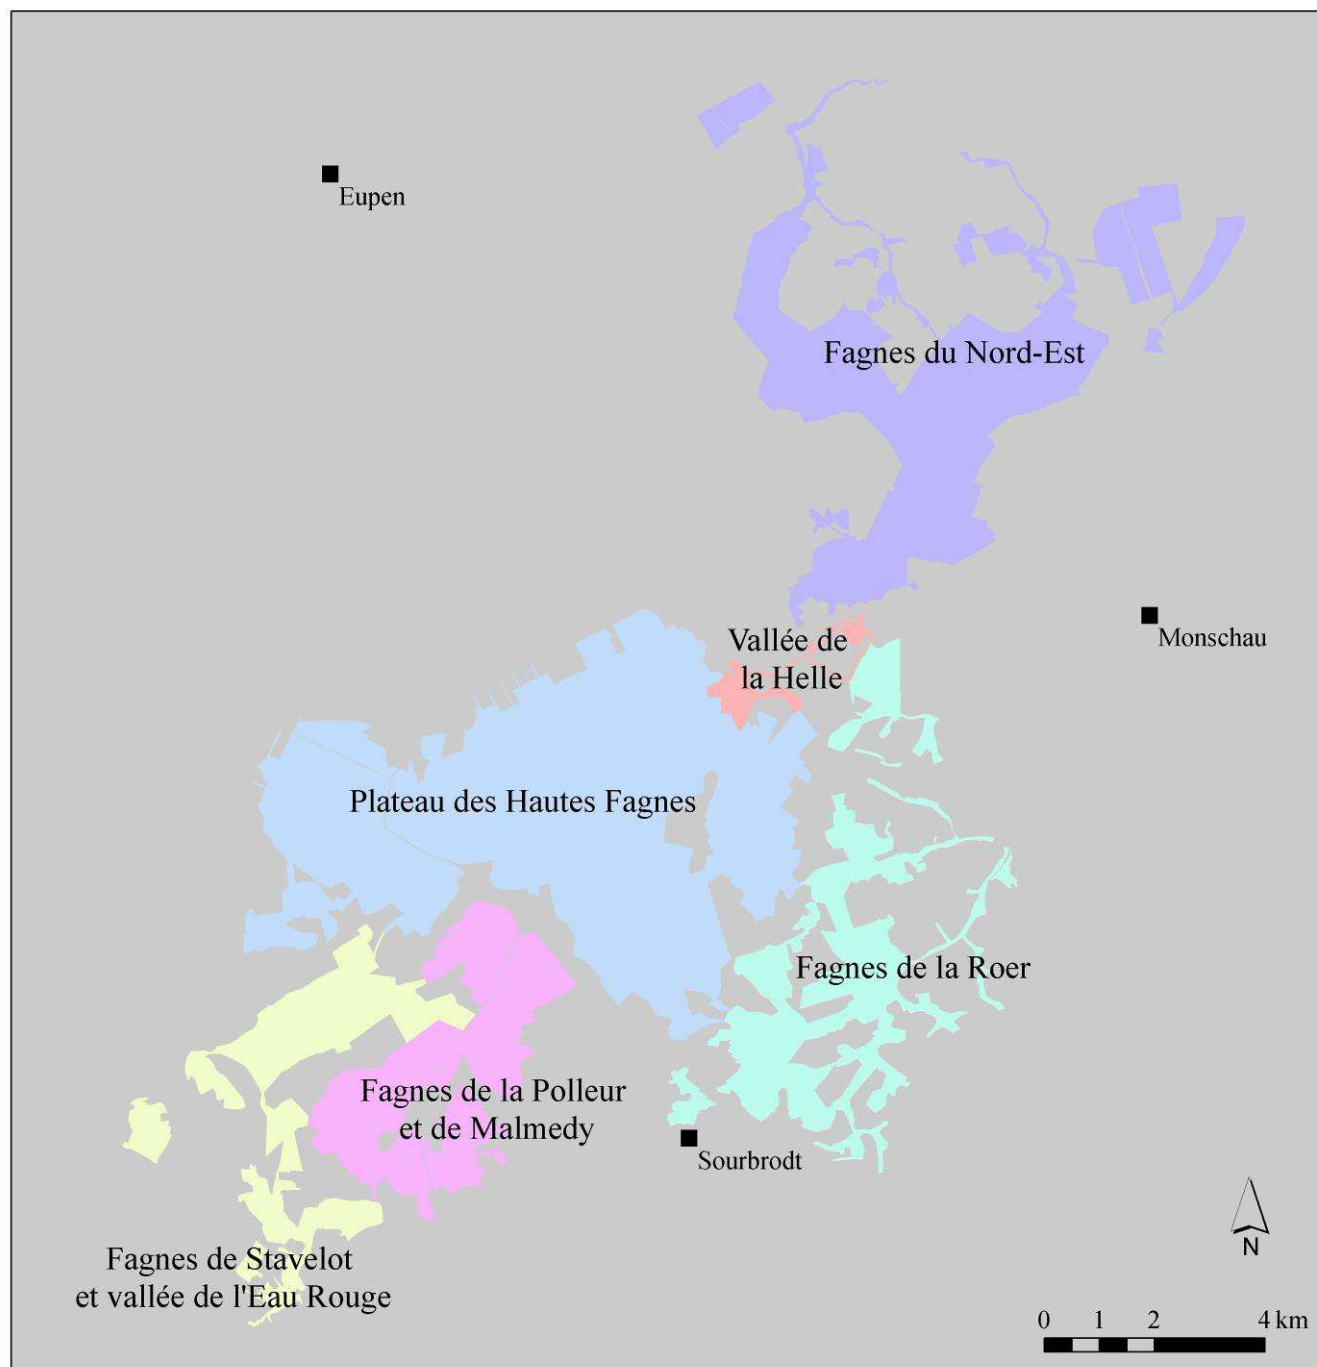 Eupen
Fagnes du Nord-Est
Monschau
Vallée de
la Helle
Plateau des Hautes Fagnes
Fagnes de la Roer
Fagnes de la Polleur
et de Malmedy
Sourbrodt
Fagnes de Stavelot
et vallée de l'Eau Rouge
N
0 1 2 4 km